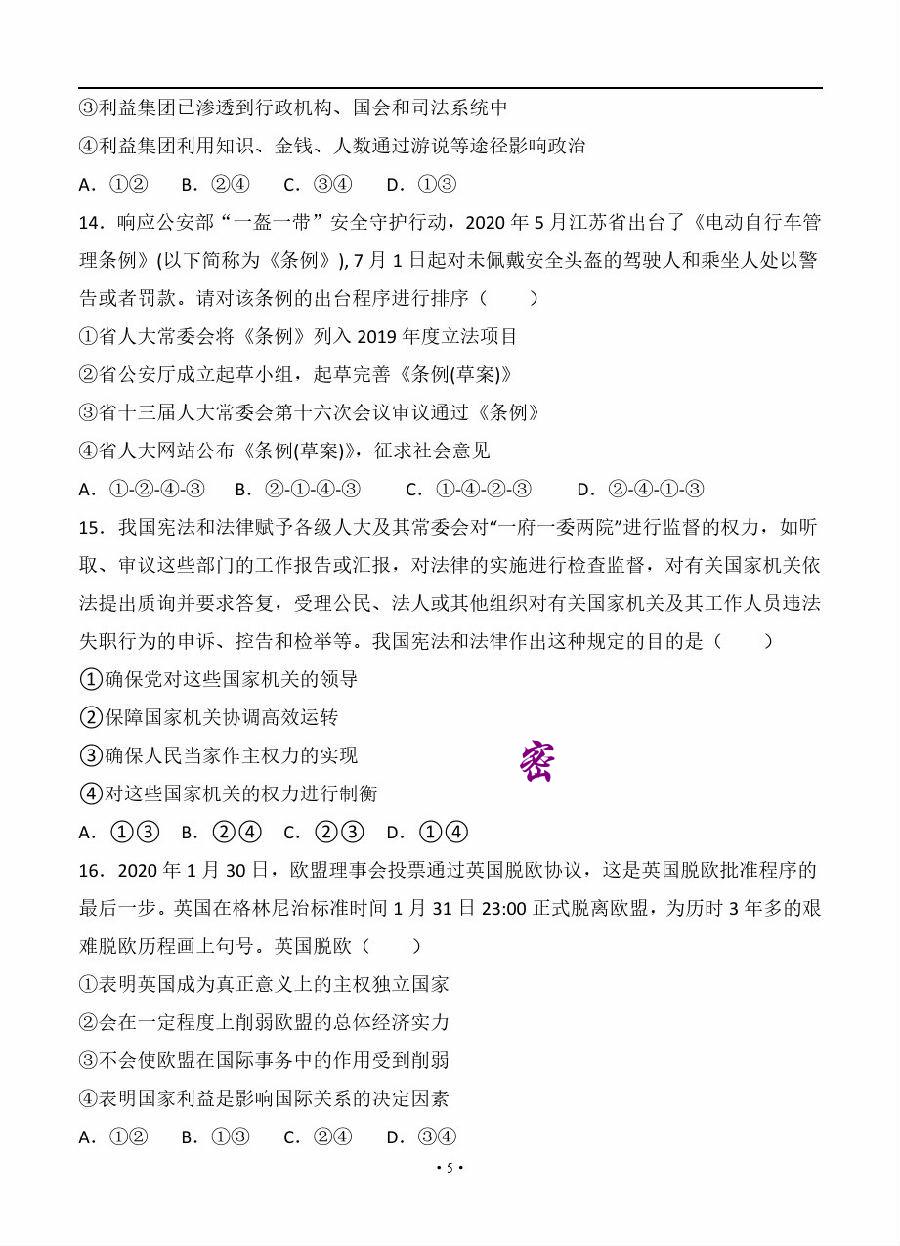 ③利益集团已渗透到行政机构、国会和司法系统中
④利益集团利用知识、金钱、人数通过游说等途径影响政治
A．①② B．②④ C．③④ D．①③
14．响应公安部“一盔一带”安全守护行动，2020 年 5 月江苏省出台了《电动自行车管
理条例》(以下简称为《条例》), 7 月 1 日起对未佩戴安全头盔的驾驶人和乘坐人处以警
告或者罚款。请对该条例的出台程序进行排序（ ）
①省人大常委会将《条例》列入 2019 年度立法项目
②省公安厅成立起草小组，起草完善《条例(草案)》
③省十三届人大常委会第十六次会议审议通过《条例》
④省人大网站公布《条例(草案)》，征求社会意见
A．①-②-④-③ B．②-①-④-③ C．①-④-②-③ D．②-④-①-③
15．我国宪法和法律赋予各级人大及其常委会对“一府一委两院”进行监督的权力，如听
取、审议这些部门的工作报告或汇报，对法律的实施进行检查监督，对有关国家机关依
法提出质询并要求答复，受理公民、法人或其他组织对有关国家机关及其工作人员违法
失职行为的申诉、控告和检举等。我国宪法和法律作出这种规定的目的是（ ）
①确保党对这些国家机关的领导
②保障国家机关协调高效运转
③确保人民当家作主权力的实现
④对这些国家机关的权力进行制衡
A．①③ B．②④ C．②③ D．①④
密
16．2020 年 1 月 30 日，欧盟理事会投票通过英国脱欧协议，这是英国脱欧批准程序的
最后一步。英国在格林尼治标准时间 1 月 31 日 23:00 正式脱离欧盟，为历时 3 年多的艰
难脱欧历程画上句号。英国脱欧（ ）
①表明英国成为真正意义上的主权独立国家
②会在一定程度上削弱欧盟的总体经济实力
③不会使欧盟在国际事务中的作用受到削弱
④表明国家利益是影响国际关系的决定因素
A．①② B．①③ C．②④ D．③④
• 5 •